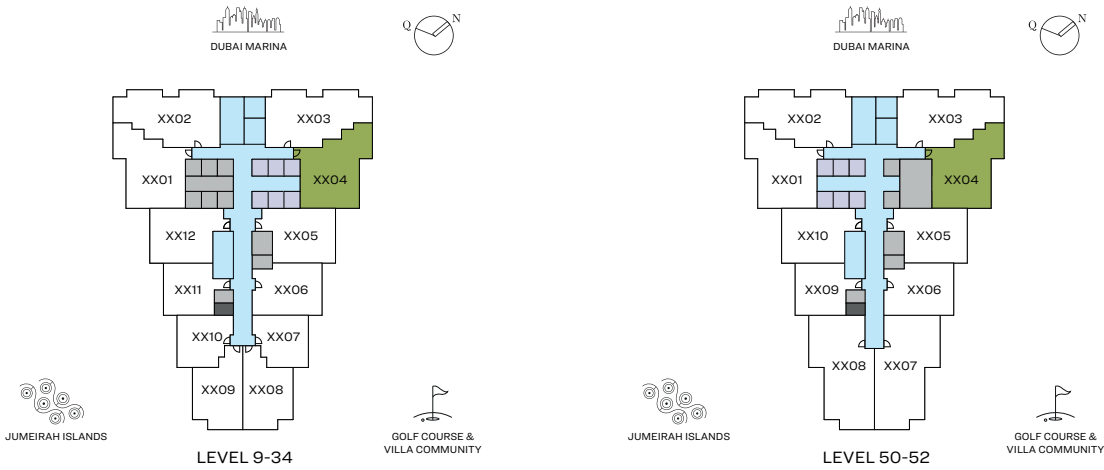 DUBAI MARINA
Q N
XX02
XX03
XX01
XX04
XX12
XX05
XX11
XX06
XX10
XX07
XX09
XX08
JUMEIRAH ISLANDS
GOLF COURSE &
VILLA COMMUNITY
LEVEL 9-34
DUBAI MARINA
Q N
XX02
XX03
XX01
XX04
XX10
XX05
XX09
XX06
XX08
XX07
JUMEIRAH ISLANDS
GOLF COURSE &
VILLA COMMUNITY
LEVEL 50-52